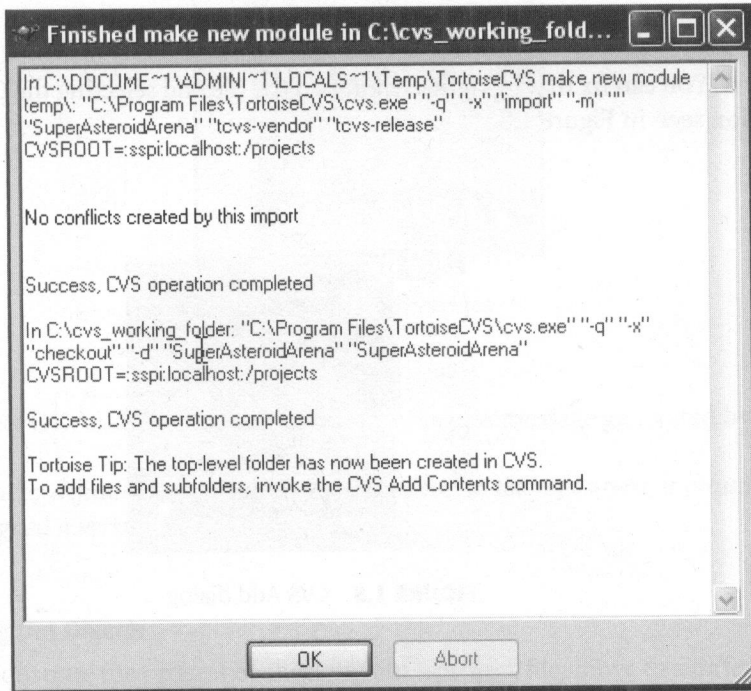 Finished make new module in C:\cvs_working_fold...
In C:\DOCUME~1\ADMINI~1\LOCALS~1\Temp\TortoiseCVS make new module
temp\: "C:\Program Files\TortoiseCVS\cvs.exe" "-q" "-x" "import" "-m" ""
"SuperAsteroidArena" "tcvs-vendor" "tcvs-release"
CVSROOT=:sspi:localhost:/projects
No conflicts created by this import
Success, CVS operation completed
In C:\cvs_working_folder: "C:\Program Files\TortoiseCVS\cvs.exe" "-q" "-x"
"checkout" "-d" "SuperAsteroidArena" "SuperAsteroidArena"
CVSROOT=:sspi:localhost:/projects
Success, CVS operation completed
Tortoise Tip: The top-level folder has now been created in CVS.
To add files and subfolders, invoke the CVS Add Contents command.
OK
Abort